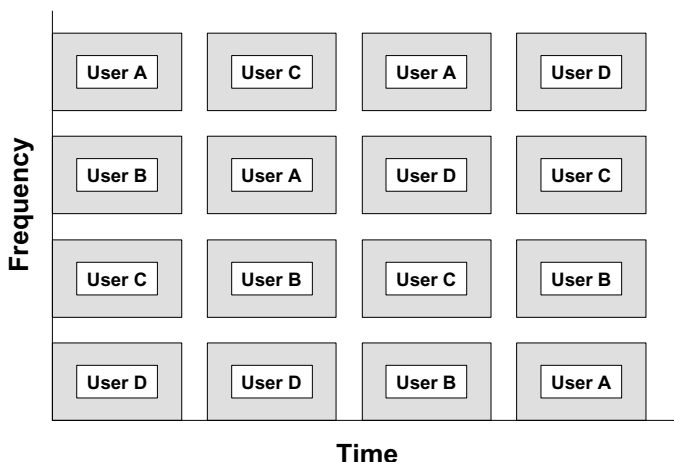 User A User C User A User D
User B User A User D User C
User C User B User C User B
User D User D User B User A
Frequency
Time